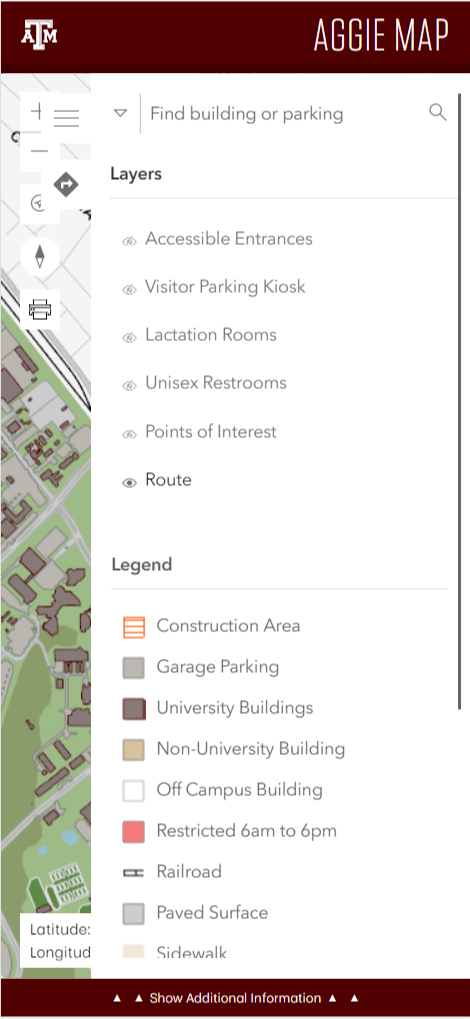 ATM
AGGIE MAP
Find building or parking
Layers
Accessible Entrances
Visitor Parking Kiosk
Lactation Rooms
Unisex Restrooms
Points of Interest
Route
Legend
Construction Area
Garage Parking
University Buildings
Non-University Building
Off Campus Building
Restricted 6am to 6pm
Railroad
Paved Surface
Sidewalk
Latitude:
Longitud
Show Additional Information